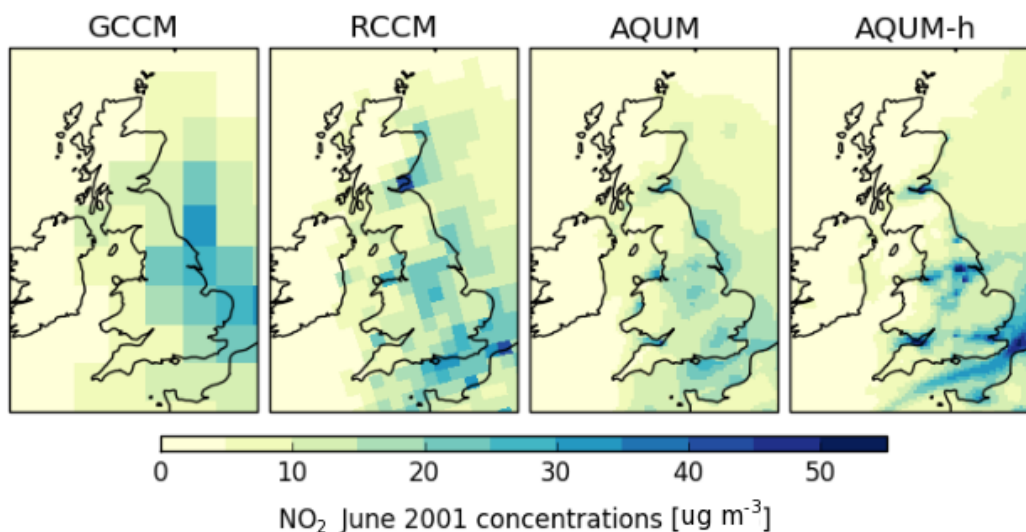 GCCM RCCM AQUM AQUM-h
0 10 20 30 40 50
NO₂ June 2001 concentrations [ug m⁻³]